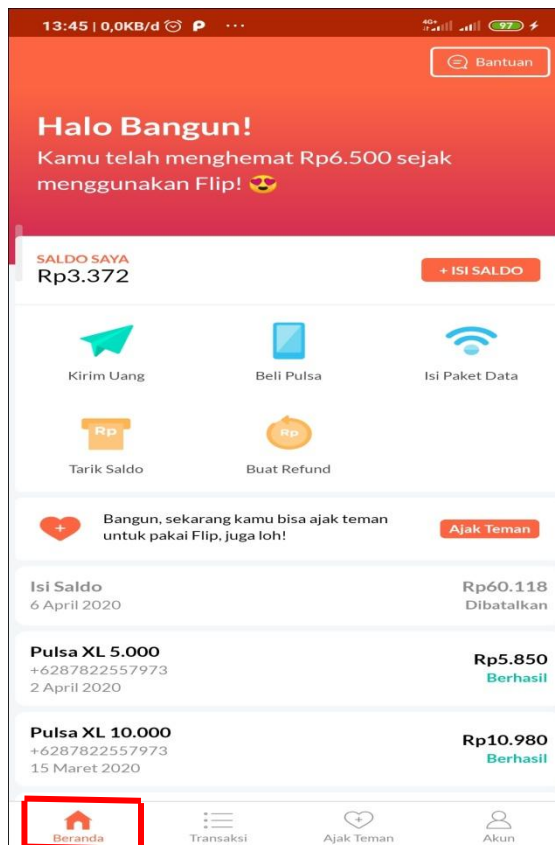 13:45 | 0,0KB/d
97
Bantuan
Halo Bangun!
Kamu telah menghemat Rp6.500 sejak
menggunakan Flip! 😍
SALDO SAYA
Rp3.372
+ ISI SALDO
Kirim Uang
Beli Pulsa
Isi Paket Data
Rp
Tarik Saldo
Rp
Buat Refund
Bangun, sekarang kamu bisa ajak teman
untuk pakai Flip, juga loh!
Ajak Teman
Isi Saldo
Rp60.118
6 April 2020
Dibatalkan
Pulsa XL 5.000
+6287822557973
Rp5.850
2 April 2020
Berhasil
Pulsa XL 10.000
+6287822557973
Rp10.980
15 Maret 2020
Berhasil
Beranda
Transaksi
Ajak Teman
Akun